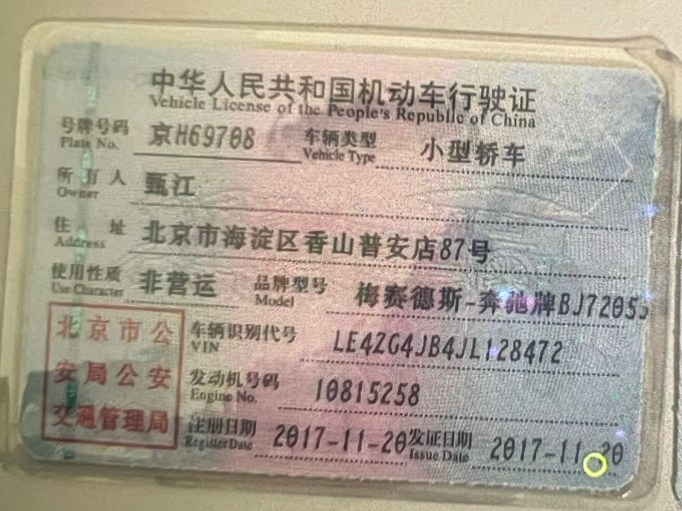 中华人民共和国机动车行驶证
Vehicle License of the People's Republic of China
号牌号码 京H69708 车辆类型 小型轿车
Plate No. Vehicle Type
所有人 甄江
Owner
住址 北京市海淀区香山普安店87号
Address
使用性质 非营运 品牌型号 梅赛德斯-奔驰牌BJ7205
Use Character Model
北京市公
安局公安
交通管理局
车辆识别代号 LE4ZG4JB4JL128472
VIN
发动机号码 10815258
Engine No.
注册日期 2017-11-20 发证日期 2017-11-20
Register Date Issue Date